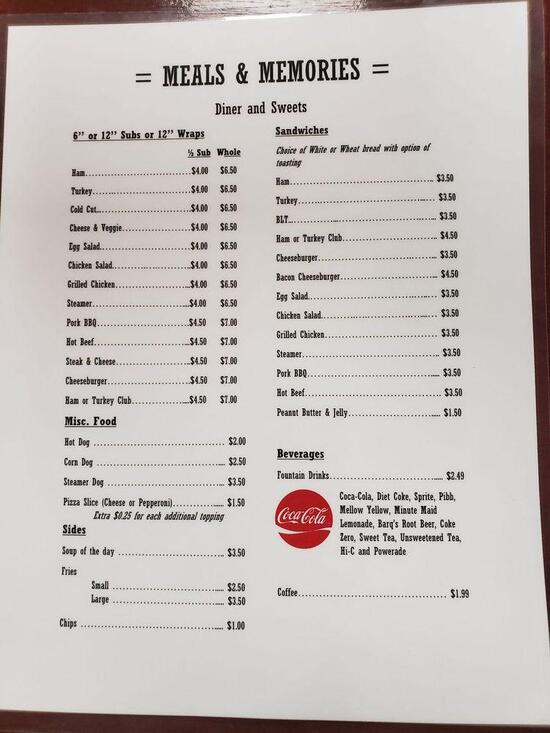 = MEALS & MEMORIES =
Diner and Sweets
6" or 12" Subs or 12" Wraps
½ Sub Whole
Ham $4.00 $6.50
Turkey $4.00 $6.50
Cold Cut $4.00 $6.50
Cheese & Veggie $4.00 $6.50
Egg Salad $4.00 $6.50
Chicken Salad $4.00 $6.50
Grilled Chicken $4.00 $6.50
Steamer $4.00 $6.50
Pork BBQ $4.50 $7.00
Hot Beef $4.50 $7.00
Steak & Cheese $4.50 $7.00
Cheeseburger $4.50 $7.00
Ham or Turkey Club $4.50 $7.00
Misc. Food
Hot Dog $2.00
Corn Dog $2.50
Steamer Dog $3.50
Pizza Slice (Cheese or Pepperoni) $1.50
Extra $0.25 for each additional topping
Sides
Soup of the day $3.50
Fries
Small $2.50
Large $3.50
Chips $1.00
Sandwiches
Choice of White or Wheat bread with option of
toasting
Ham $3.50
Turkey $3.50
BLT $3.50
Ham or Turkey Club $4.50
Cheeseburger $3.50
Bacon Cheeseburger $4.50
Egg Salad $3.50
Chicken Salad $3.50
Grilled Chicken $3.50
Steamer $3.50
Pork BBQ $3.50
Hot Beef $3.50
Peanut Butter & Jelly $1.50
Beverages
Fountain Drinks $2.49
Coca-Cola
Coca-Cola, Diet Coke, Sprite, Pibb,
Mellow Yellow, Minute Maid
Lemonade, Barq's Root Beer, Coke
Zero, Sweet Tea, Unsweetened Tea,
Hi-C and Powerade
Coffee $1.99